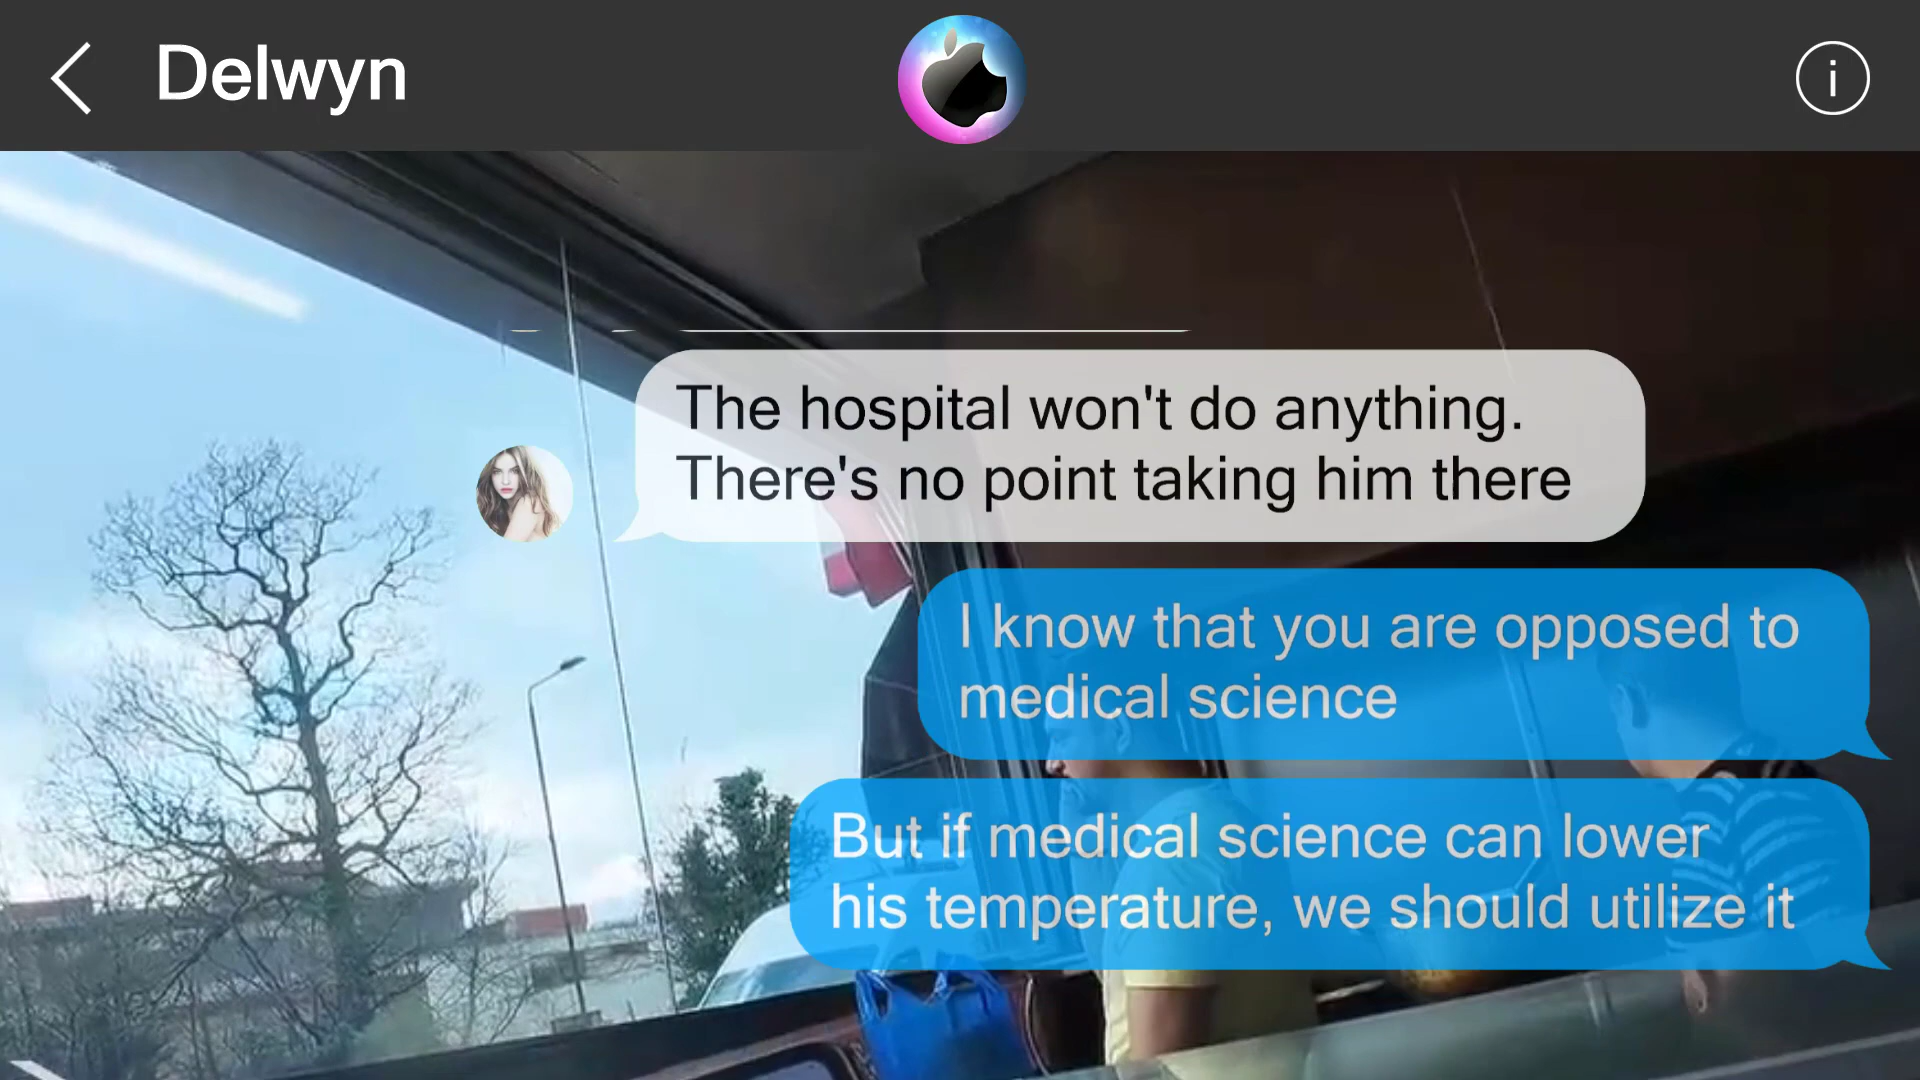 Delwyn
i
The hospital won't do anything.
There's no point taking him there
I know that you are opposed to
medical science
But if medical science can lower
his temperature, we should utilize it